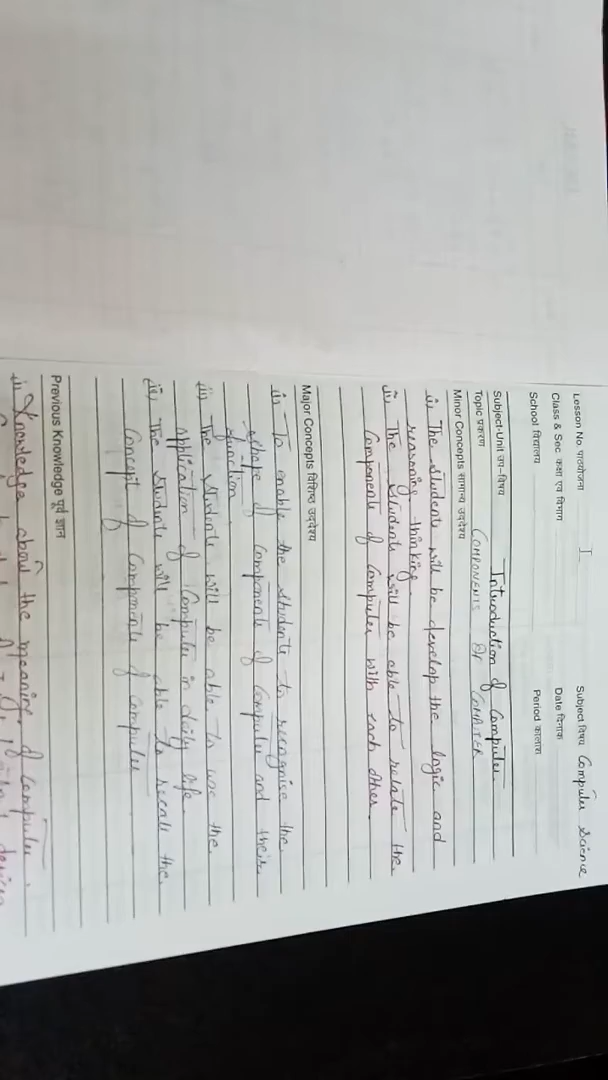 Lesson No. पाठयोजना I Subject विषय Computer Science
Class & Sec कक्षा एवं विभाग Date दिनांक
School विद्यालय Period कालांश
Subject-Unit उप-विषय Introduction of Computer
Topic प्रकरण COMPONENTS OF COMPUTER
Minor Concepts सामान्य उद्देश्य
i) The students will be develop the logic and
reasoning thinking.
ii) The students will be able to relate the
Components of Computer with each other.
Major Concepts विशिष्ट उद्देश्य
i) To enable the students to recognise the
shape of Components of Computer and their
function.
ii) The students will be able to use the
application of Computer in daily life.
iii) The students will be able to recall the
Concept of Components of Computer
Previous Knowledge पूर्व ज्ञान
i) Knowledge about the meaning of Computer.